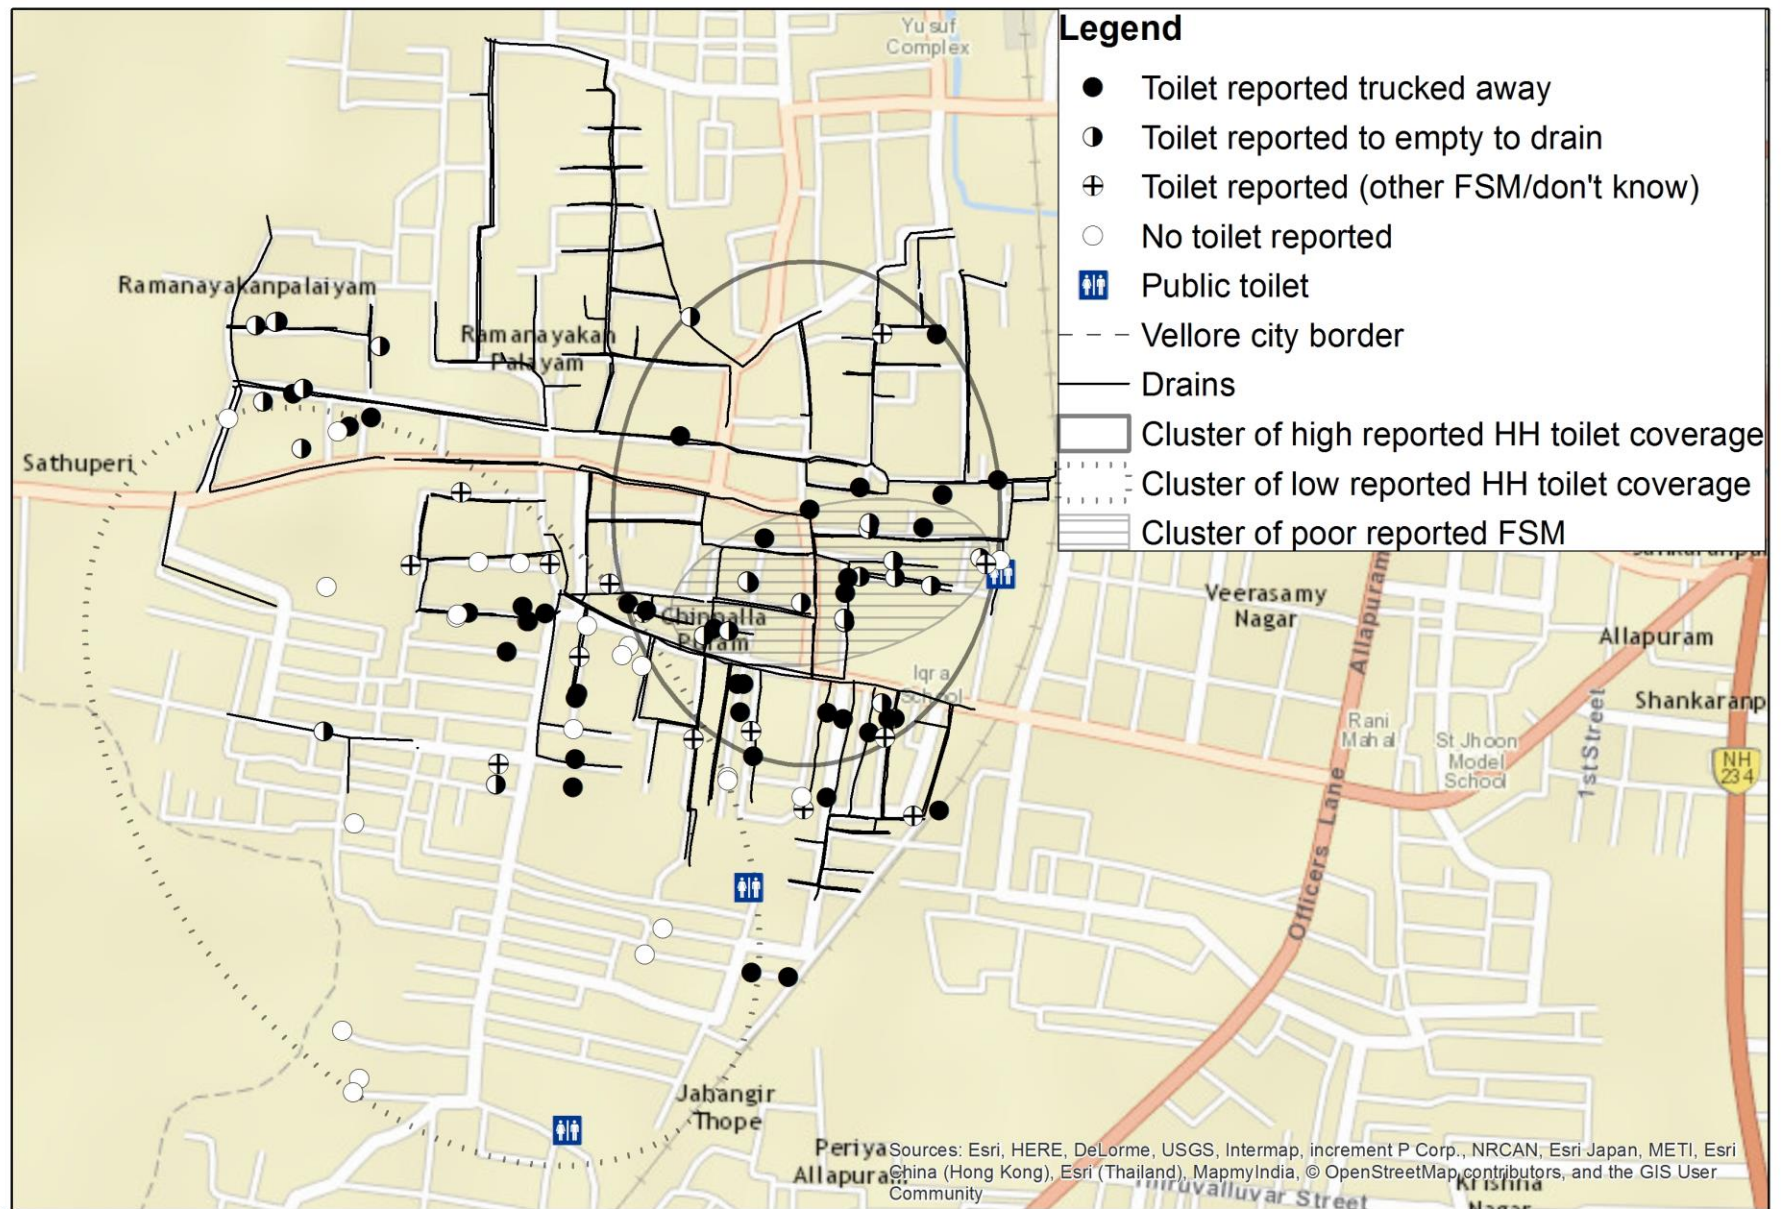 Yusuf
Complex
Legend
Toilet reported trucked away
Toilet reported to empty to drain
Toilet reported (other FSM/don't know)
No toilet reported
Public toilet
Vellore city border
Drains
Cluster of high reported HH toilet coverage
Cluster of low reported HH toilet coverage
Cluster of poor reported FSM
Ramanayakanpalaiyam
Ramanayakan
Palayam
Sathuperi
Chinnalla
Puram
Iqra
School
Veerasamy
Nagar
Allapuram
Allapuram
Shankaranp
Rani
Mahal
St Jhoon
Model
School
1st Street
NH
234
Officers Lane
Jahangir
Thope
Periya
Allapuram
Sources: Esri, HERE, DeLorme, USGS, Intermap, increment P Corp., NRCAN, Esri Japan, METI, Esri
China (Hong Kong), Esri (Thailand), MapmyIndia, © OpenStreetMap contributors, and the GIS User
Community
Thiruvalluvar Street
Krishna
Nagar